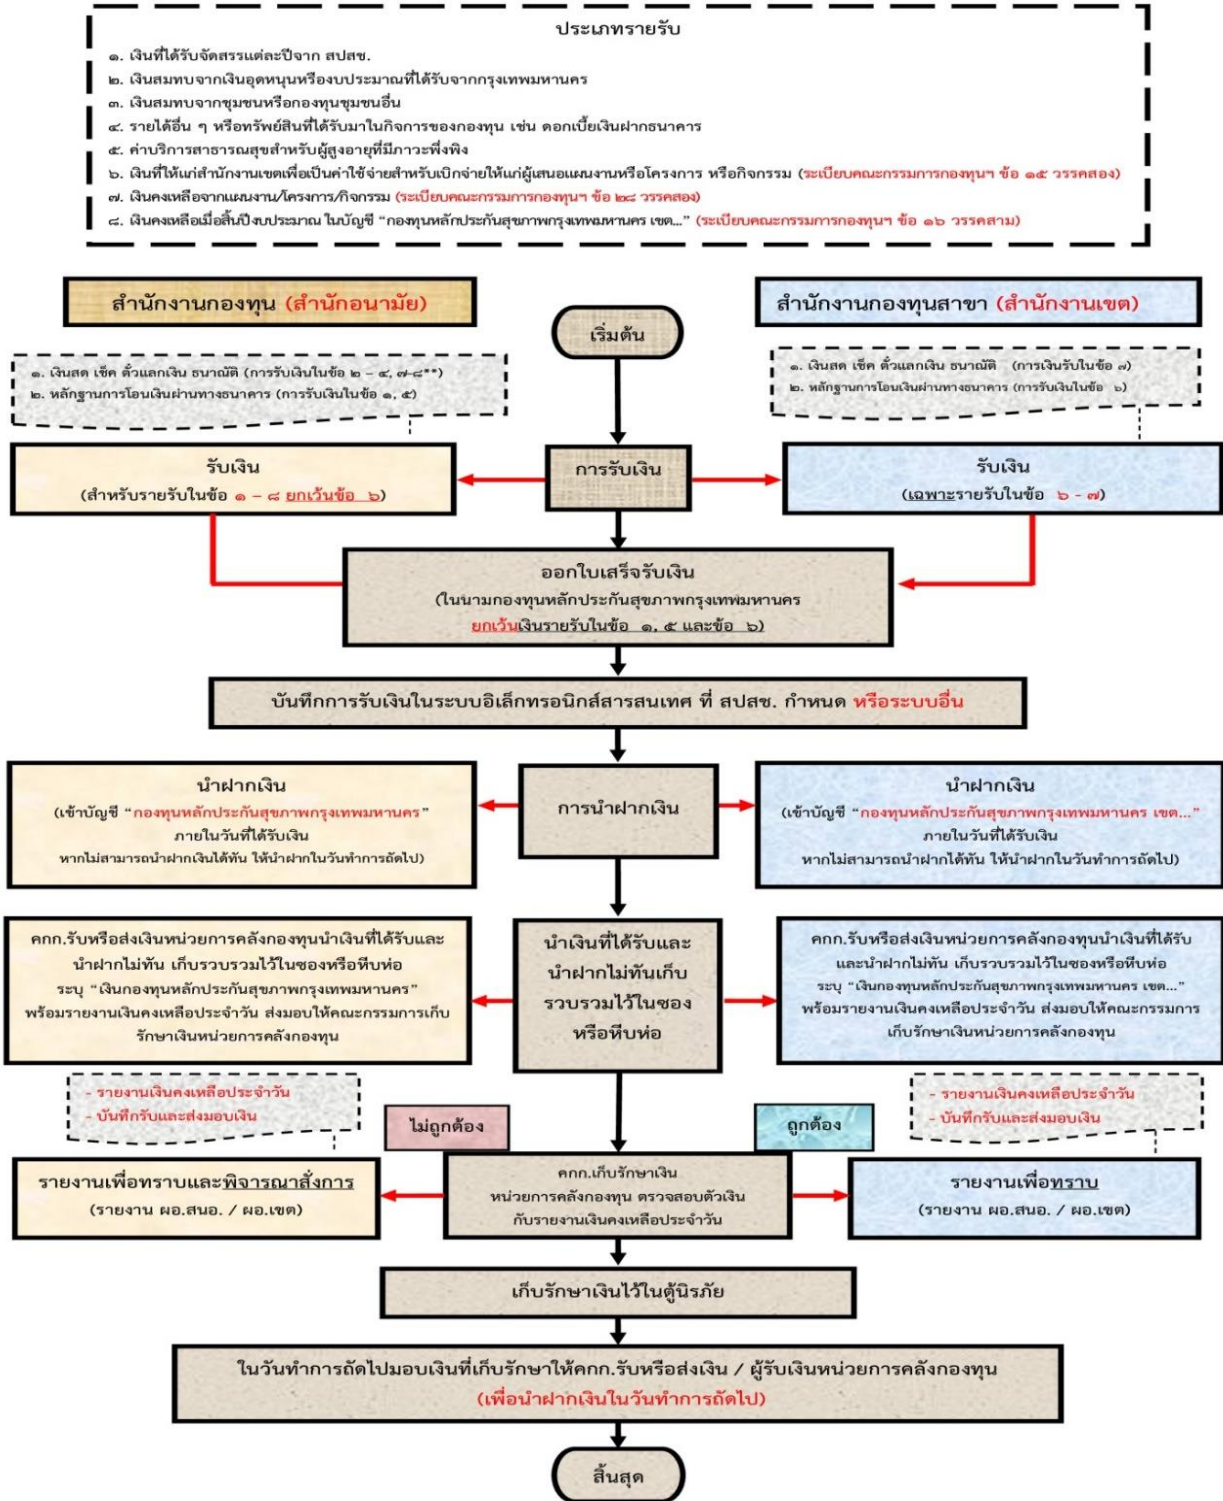 ประเภทรายรับ
๑. เงินที่ได้รับจัดสรรแต่ละปีจาก สปสช.
๒. เงินสมทบจากเงินอุดหนุนหรืองบประมาณที่ได้รับจากกรุงเทพมหานคร
๓. เงินสมทบจากชุมชนหรือกองทุนชุมชนอื่น
๔. รายได้อื่น ๆ หรือทรัพย์สินที่ได้รับมาในกิจการของกองทุน เช่น ดอกเบี้ยเงินฝากธนาคาร
๕. ค่าบริการสาธารณสุขสำหรับผู้สูงอายุที่มีภาวะพึ่งพิง
๖. เงินที่ให้แก่สำนักงานเขตเพื่อเป็นค่าใช้จ่ายสำหรับเบิกจ่ายให้แก่ผู้เสนอแผนงานหรือโครงการ หรือกิจกรรม (ระเบียบคณะกรรมการกองทุนฯ ข้อ ๑๕ วรรคสอง)
๗. เงินคงเหลือจากแผนงาน/โครงการ/กิจกรรม (ระเบียบคณะกรรมการกองทุนฯ ข้อ ๒๘ วรรคสอง)
๘. เงินคงเหลือเมื่อสิ้นปีงบประมาณ ในบัญชี “กองทุนหลักประกันสุขภาพกรุงเทพมหานคร เขต...” (ระเบียบคณะกรรมการกองทุนฯ ข้อ ๑๖ วรรคสาม)
สำนักงานกองทุน (สำนักอนามัย)
เริ่มต้น
สำนักงานกองทุนสาขา (สำนักงานเขต)
๑. เงินสด เช็ค ตั๋วแลกเงิน ธนาณัติ (การรับเงินในข้อ ๒ – ๔, ๗-๘**)
๒. หลักฐานการโอนเงินผ่านทางธนาคาร (การรับเงินในข้อ ๑, ๕)
๑. เงินสด เช็ค ตั๋วแลกเงิน ธนาณัติ (การเงินรับในข้อ ๗)
๒. หลักฐานการโอนเงินผ่านทางธนาคาร (การรับเงินในข้อ ๖)
รับเงิน
(สำหรับรายรับในข้อ ๑ – ๘ ยกเว้นข้อ ๖)
การรับเงิน
รับเงิน
(เฉพาะรายรับในข้อ ๖ - ๗)
ออกใบเสร็จรับเงิน
(ในนามกองทุนหลักประกันสุขภาพกรุงเทพมหานคร
ยกเว้นเงินรายรับในข้อ ๑, ๕ และข้อ ๖)
บันทึกการรับเงินในระบบอิเล็กทรอนิกส์สารสนเทศ ที่ สปสช. กำหนด หรือระบบอื่น
นำฝากเงิน
(เข้าบัญชี “กองทุนหลักประกันสุขภาพกรุงเทพมหานคร”
ภายในวันที่ได้รับเงิน
หากไม่สามารถนำฝากเงินได้ทัน ให้นำฝากในวันทำการถัดไป)
การนำฝากเงิน
นำฝากเงิน
(เข้าบัญชี “กองทุนหลักประกันสุขภาพกรุงเทพมหานคร เขต...”
ภายในวันที่ได้รับเงิน
หากไม่สามารถนำฝากได้ทัน ให้นำฝากในวันทำการถัดไป)
คกก.รับหรือส่งเงินหน่วยการคลังกองทุนนำเงินที่ได้รับและ
นำฝากไม่ทัน เก็บรวบรวมไว้ในซองหรือหีบห่อ
ระบุ “เงินกองทุนหลักประกันสุขภาพกรุงเทพมหานคร”
พร้อมรายงานเงินคงเหลือประจำวัน ส่งมอบให้คณะกรรมการเก็บ
รักษาเงินหน่วยการคลังกองทุน
นำเงินที่ได้รับและ
นำฝากไม่ทันเก็บ
รวบรวมไว้ในซอง
หรือหีบห่อ
คกก.รับหรือส่งเงินหน่วยการคลังกองทุนนำเงินที่ได้รับ
และนำฝากไม่ทัน เก็บรวบรวมไว้ในซองหรือหีบห่อ
ระบุ “เงินกองทุนหลักประกันสุขภาพกรุงเทพมหานคร เขต...”
พร้อมรายงานเงินคงเหลือประจำวัน ส่งมอบให้คณะกรรมการ
เก็บรักษาเงินหน่วยการคลังกองทุน
- รายงานเงินคงเหลือประจำวัน
- บันทึกรับและส่งมอบเงิน
ไม่ถูกต้อง
ถูกต้อง
- รายงานเงินคงเหลือประจำวัน
- บันทึกรับและส่งมอบเงิน
รายงานเพื่อทราบและพิจารณาสั่งการ
(รายงาน ผอ.สนอ. / ผอ.เขต)
คกก.เก็บรักษาเงิน
หน่วยการคลังกองทุน ตรวจสอบตัวเงิน
กับรายงานเงินคงเหลือประจำวัน
รายงานเพื่อทราบ
(รายงาน ผอ.สนอ. / ผอ.เขต)
เก็บรักษาเงินไว้ในตู้นิรภัย
ในวันทำการถัดไปมอบเงินที่เก็บรักษาให้คกก.รับหรือส่งเงิน / ผู้รับเงินหน่วยการคลังกองทุน
(เพื่อนำฝากเงินในวันทำการถัดไป)
สิ้นสุด